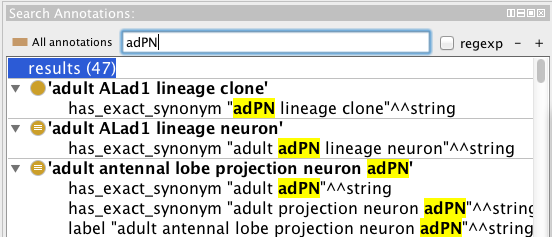 Search Annotations:
All annotations adPN regexp - +
results (47)
'adult ALad1 lineage clone'
has_exact_synonym "adPN lineage clone"^^string
'adult ALad1 lineage neuron'
has_exact_synonym "adult adPN lineage neuron"^^string
'adult antennal lobe projection neuron adPN'
has_exact_synonym "adult adPN"^^string
has_exact_synonym "adult projection neuron adPN"^^string
label "adult antennal lobe projection neuron adPN"^^string